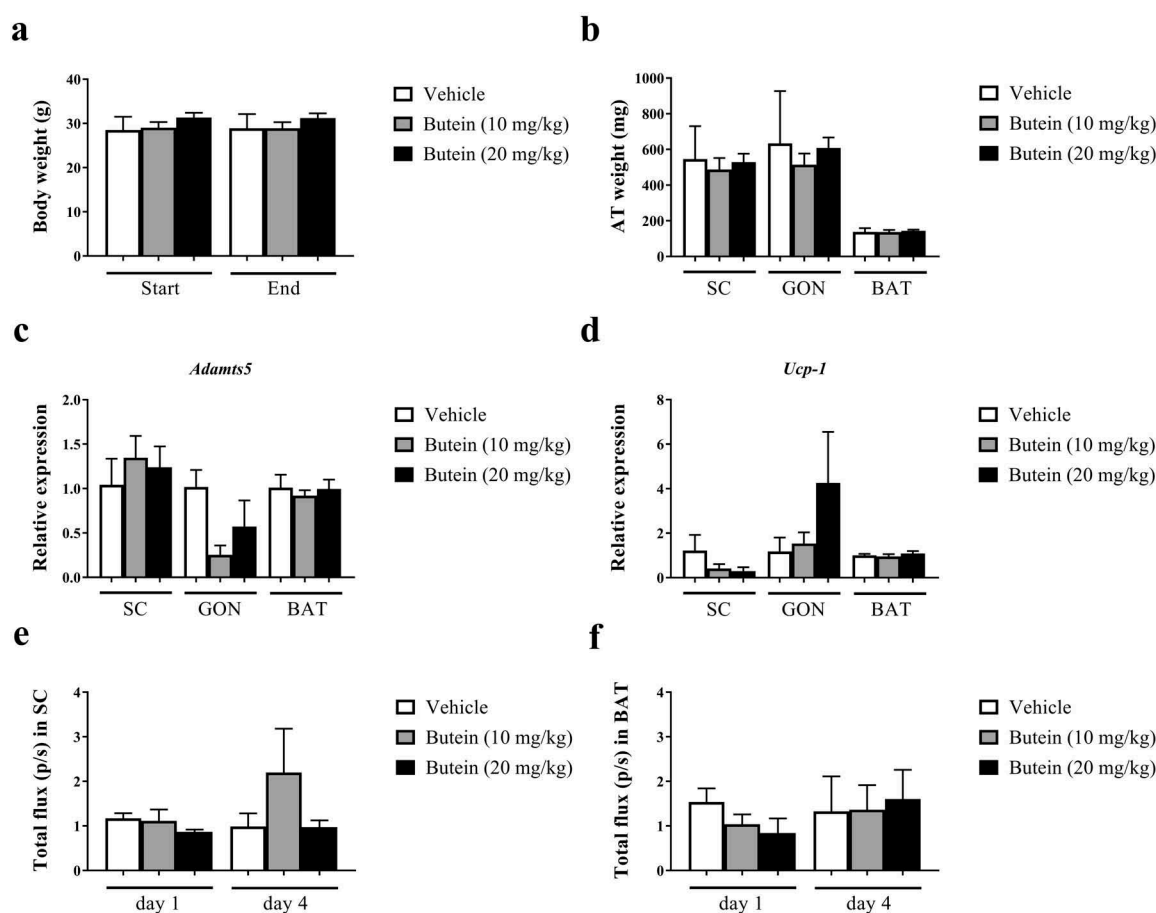 a
40
30
20
10
0
Body weight (g)
Start
End
Vehicle
Butein (10 mg/kg)
Butein (20 mg/kg)
b
1000
800
600
400
200
0
AT weight (mg)
SC
GON
BAT
Vehicle
Butein (10 mg/kg)
Butein (20 mg/kg)
c
Adamts5
2.0
1.5
1.0
0.5
0.0
Relative expression
SC
GON
BAT
Vehicle
Butein (10 mg/kg)
Butein (20 mg/kg)
d
Ucp-1
8
6
4
2
0
Relative expression
SC
GON
BAT
Vehicle
Butein (10 mg/kg)
Butein (20 mg/kg)
e
4
3
2
1
0
Total flux (p/s) in SC
day 1
day 4
Vehicle
Butein (10 mg/kg)
Butein (20 mg/kg)
f
4
3
2
1
0
Total flux (p/s) in BAT
day 1
day 4
Vehicle
Butein (10 mg/kg)
Butein (20 mg/kg)